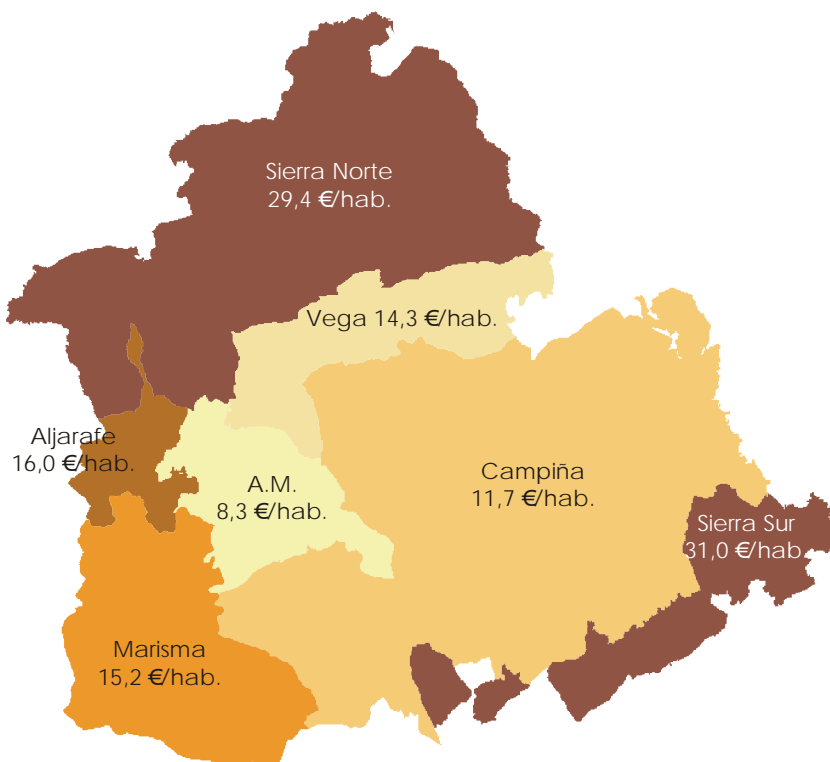 Sierra Norte
29,4 €/hab.
Vega 14,3 €/hab.
Aljarafe
16,0 €/hab.
A.M.
8,3 €/hab.
Campiña
11,7 €/hab.
Sierra Sur
31,0 €/hab.
Marisma
15,2 €/hab.